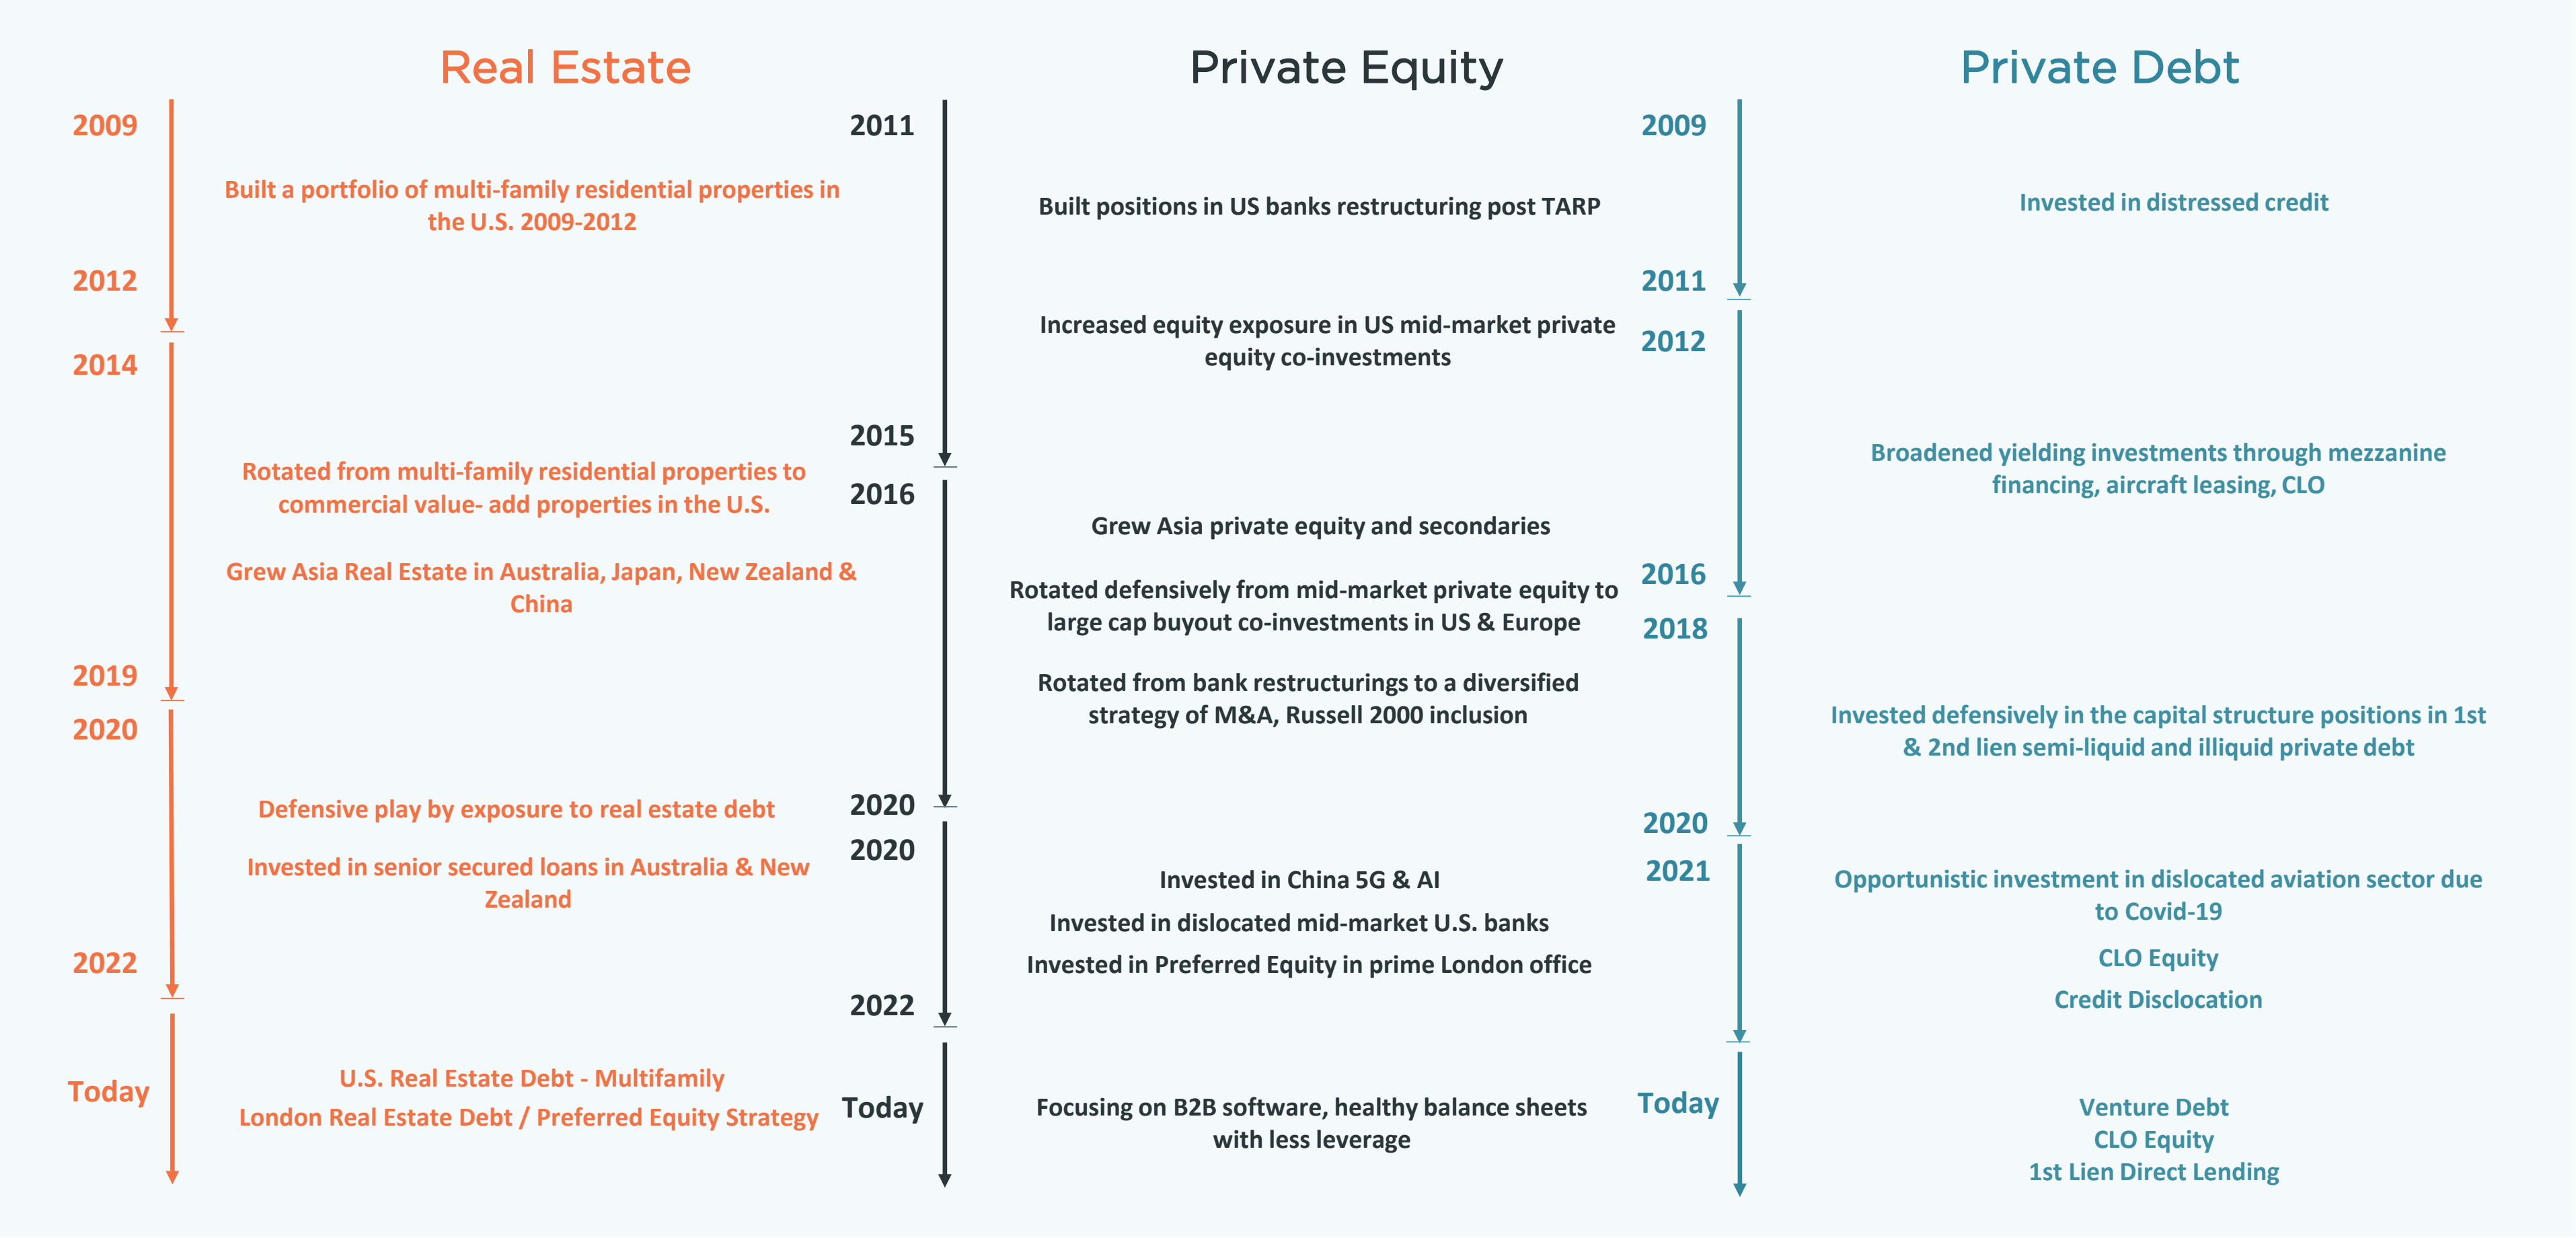 Real Estate
2009
Built a portfolio of multi-family residential properties in
the U.S. 2009-2012
2012
2014
Rotated from multi-family residential properties to
commercial value- add properties in the U.S.
Grew Asia Real Estate in Australia, Japan, New Zealand &
China
2019
2020
Defensive play by exposure to real estate debt
Invested in senior secured loans in Australia & New
Zealand
2022
Today
U.S. Real Estate Debt - Multifamily
London Real Estate Debt / Preferred Equity Strategy
Private Equity
2011
Built positions in US banks restructuring post TARP
Increased equity exposure in US mid-market private
equity co-investments
2015
2016
Grew Asia private equity and secondaries
Rotated defensively from mid-market private equity to
large cap buyout co-investments in US & Europe
Rotated from bank restructurings to a diversified
strategy of M&A, Russell 2000 inclusion
2020
2020
Invested in China 5G & AI
Invested in dislocated mid-market U.S. banks
Invested in Preferred Equity in prime London office
2022
Today
Focusing on B2B software, healthy balance sheets
with less leverage
Private Debt
2009
Invested in distressed credit
2011
2012
Broadened yielding investments through mezzanine
financing, aircraft leasing, CLO
2016
2018
Invested defensively in the capital structure positions in 1st
& 2nd lien semi-liquid and illiquid private debt
2020
2021
Opportunistic investment in dislocated aviation sector due
to Covid-19
CLO Equity
Credit Disclocation
Today
Venture Debt
CLO Equity
1st Lien Direct Lending